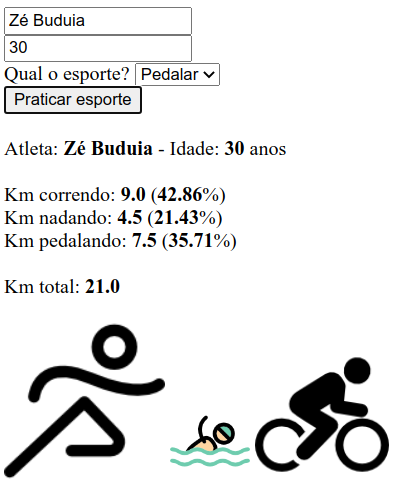 Zé Buduia
30
Qual o esporte? Pedalar
Praticar esporte
Atleta: Zé Buduia - Idade: 30 anos
Km correndo: 9.0 (42.86%)
Km nadando: 4.5 (21.43%)
Km pedalando: 7.5 (35.71%)
Km total: 21.0